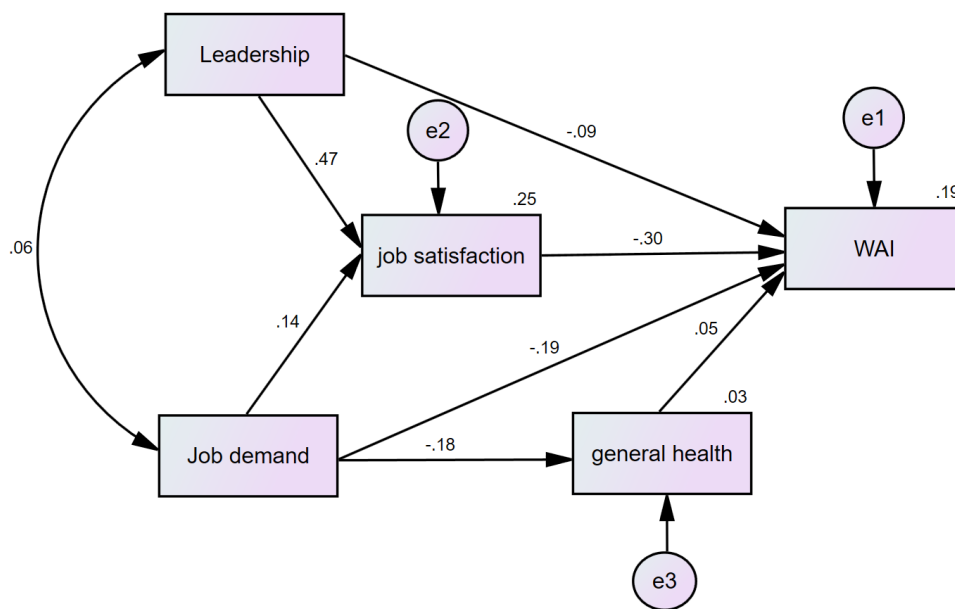 Leadership
e2
e1
-.09
.47
.25
.19
.06
job satisfaction
-.30
WAI
.14
-.19
.05
.03
Job demand
-.18
general health
e3